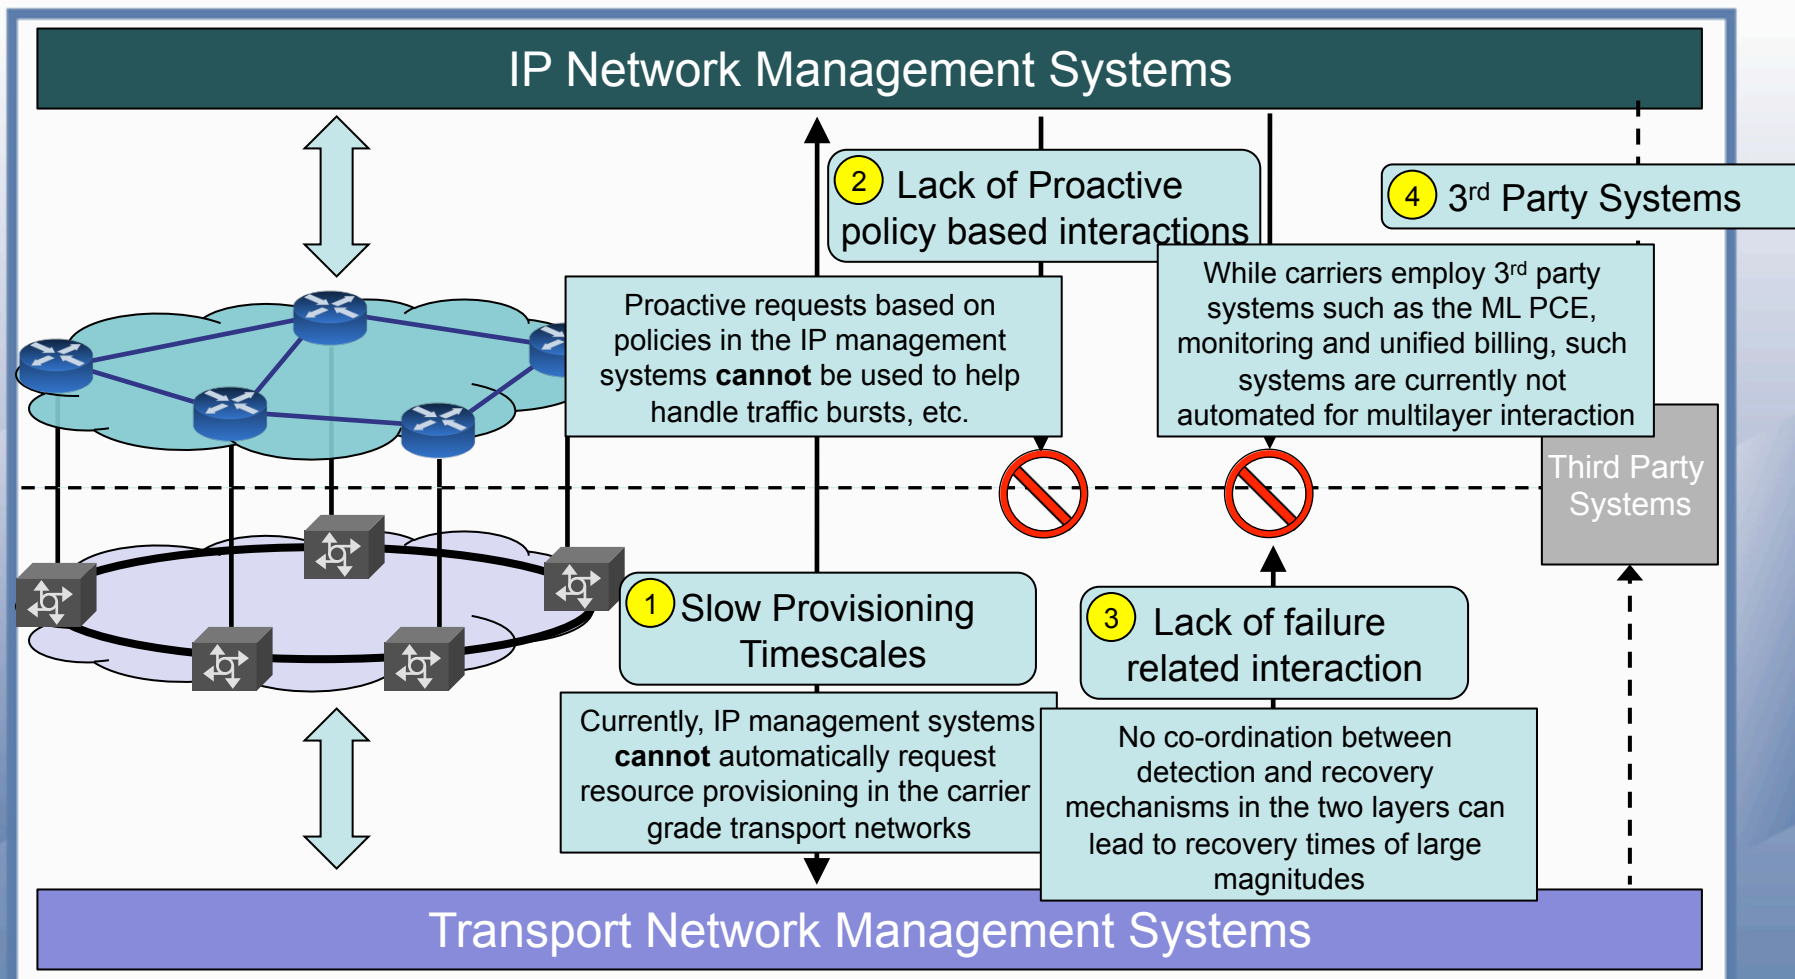 IP Network Management Systems
2 Lack of Proactive
policy based interactions
4 3rd Party Systems
Proactive requests based on
policies in the IP management
systems cannot be used to help
handle traffic bursts, etc.
While carriers employ 3rd party
systems such as the ML PCE,
monitoring and unified billing, such
systems are currently not
automated for multilayer interaction
Third Party
Systems
1 Slow Provisioning
Timescales
Currently, IP management systems
cannot automatically request
resource provisioning in the carrier
grade transport networks
3 Lack of failure
related interaction
No co-ordination between
detection and recovery
mechanisms in the two layers can
lead to recovery times of large
magnitudes
Transport Network Management Systems